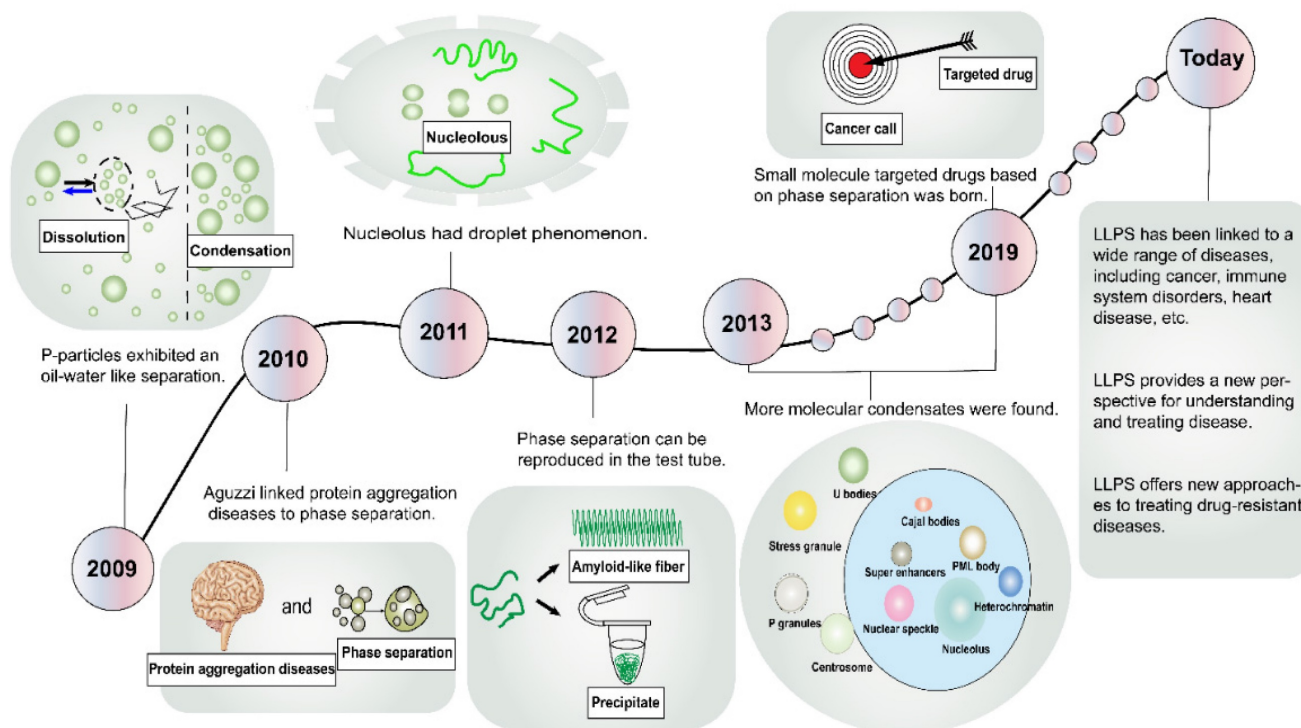 Dissolution
Condensation
P-particles exhibited an
oil-water like separation.
2009
2010
Aguzzi linked protein aggregation
diseases to phase separation.
and
Protein aggregation diseases
Phase separation
Nucleolous
Nucleolus had droplet phenomenon.
2011
2012
Phase separation can be
reproduced in the test tube.
Amyloid-like fiber
Precipitate
2013
More molecular condensates were found.
U bodies
Stress granule
P granules
Centrosome
Cajal bodies
Super enhancers
PML body
Heterochromatin
Nuclear speckle
Nucleolus
Targeted drug
Cancer call
Small molecule targeted drugs based
on phase separation was born.
2019
Today
LLPS has been linked to a
wide range of diseases,
including cancer, immune
system disorders, heart
disease, etc.
LLPS provides a new per-
spective for understanding
and treating disease.
LLPS offers new approach-
es to treating drug-resistant
diseases.